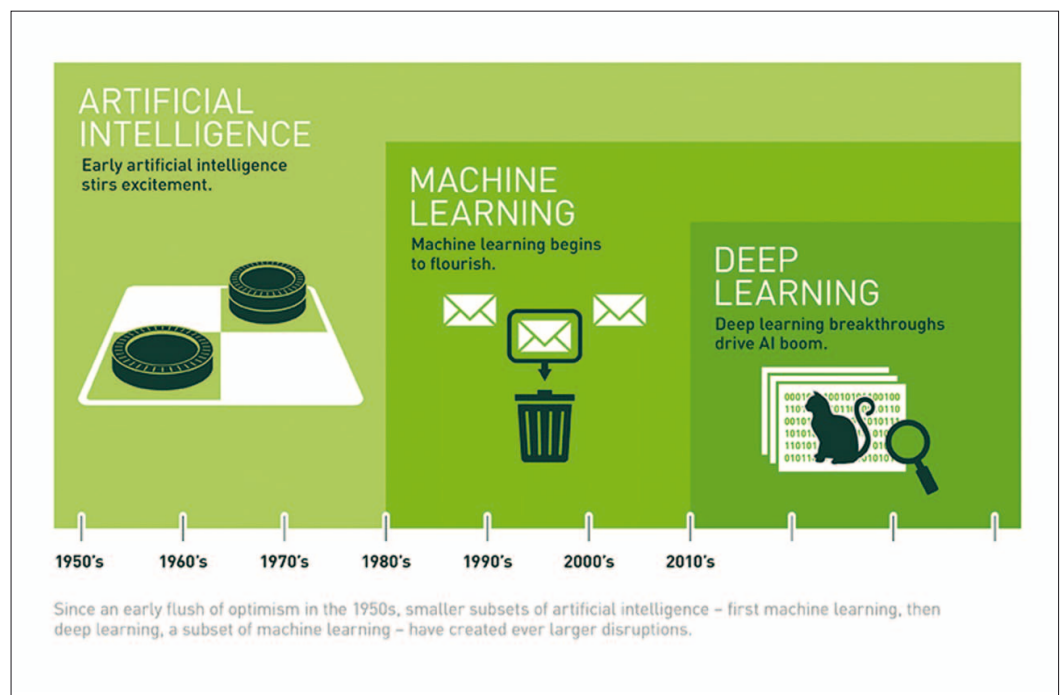 ARTIFICIAL
INTELLIGENCE
Early artificial intelligence
stirs excitement.
MACHINE
LEARNING
Machine learning begins
to flourish.
DEEP
LEARNING
Deep learning breakthroughs
drive AI boom.
1950's 1960's 1970's 1980's 1990's 2000's 2010's
Since an early flush of optimism in the 1950s, smaller subsets of artificial intelligence – first machine learning, then
deep learning, a subset of machine learning – have created ever larger disruptions.